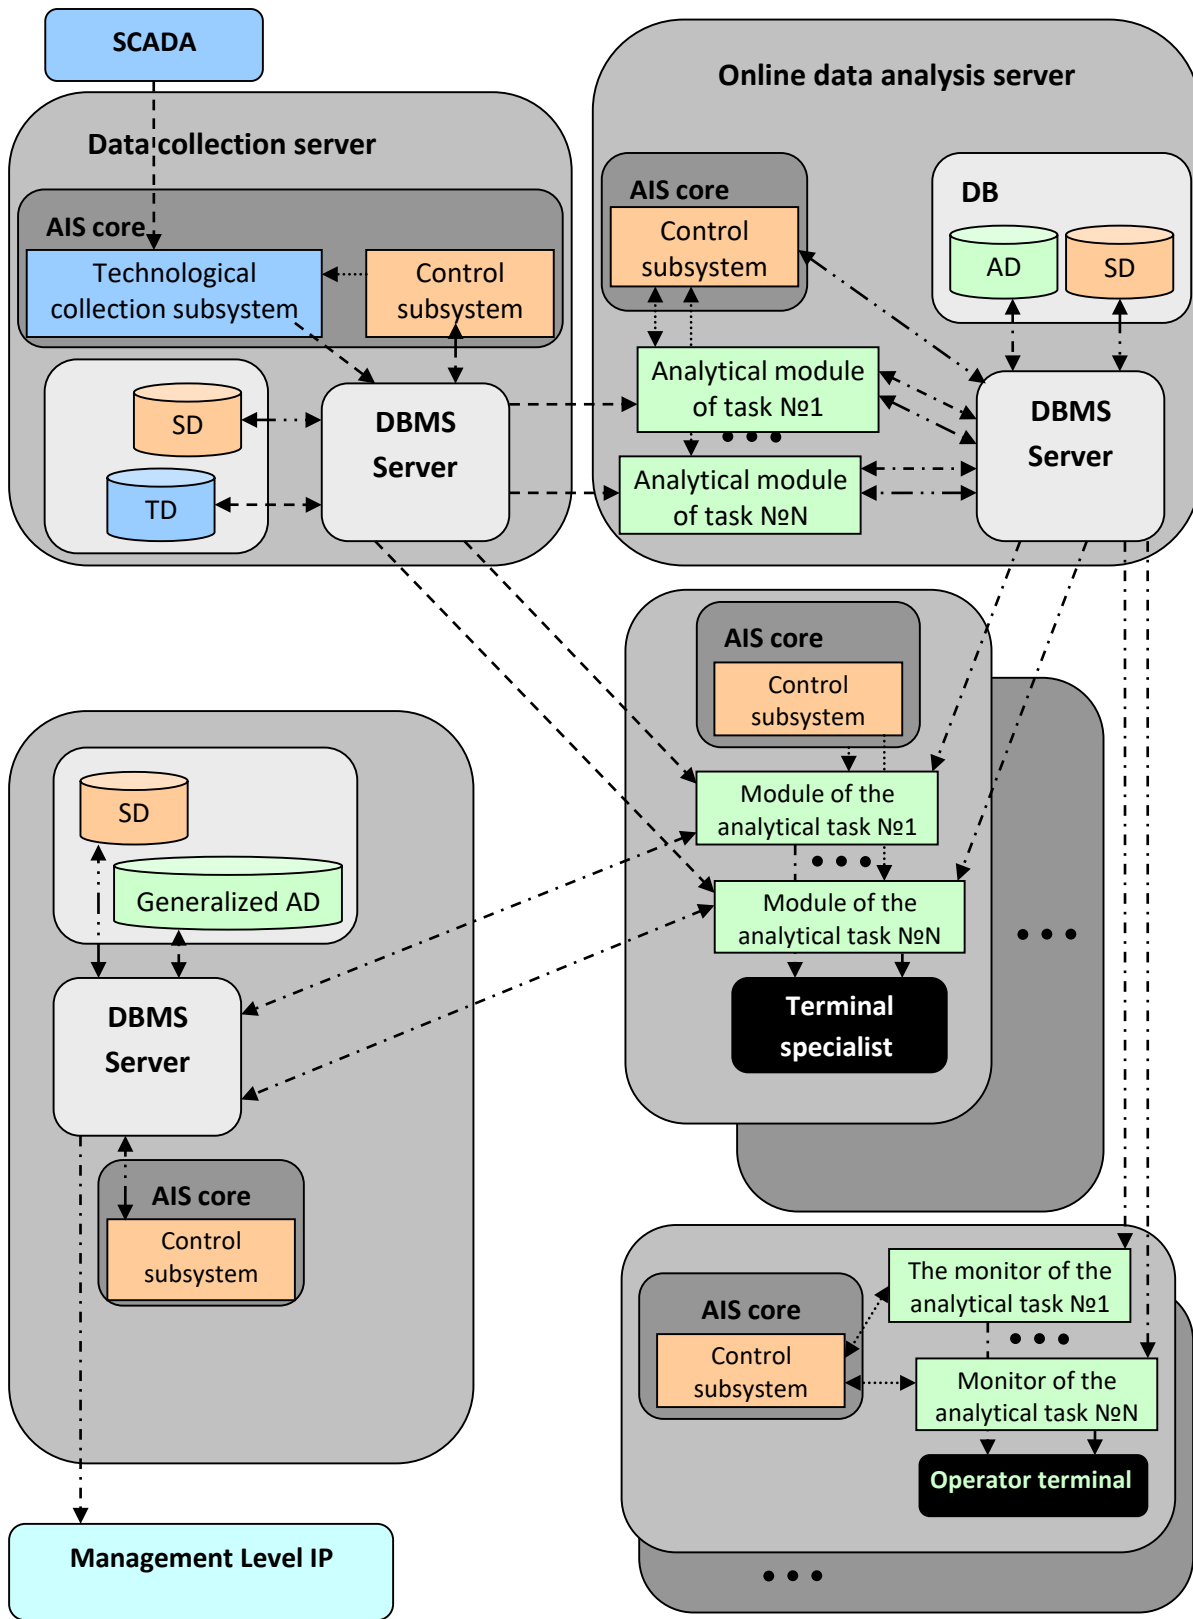 SCADA
Data collection server
AIS core
Technological
collection subsystem
Control
subsystem
SD
TD
DBMS
Server
Online data analysis server
AIS core
Control
subsystem
DB
AD
SD
Analytical module
of task №1
• • •
Analytical module
of task №N
DBMS
Server
AIS core
Control
subsystem
Module of the
analytical task №1
• • •
Module of the
analytical task №N
Terminal
specialist
• • •
SD
Generalized AD
DBMS
Server
AIS core
Control
subsystem
Management Level IP
AIS core
Control
subsystem
The monitor of the
analytical task №1
• • •
Monitor of the
analytical task №N
Operator terminal
• • •